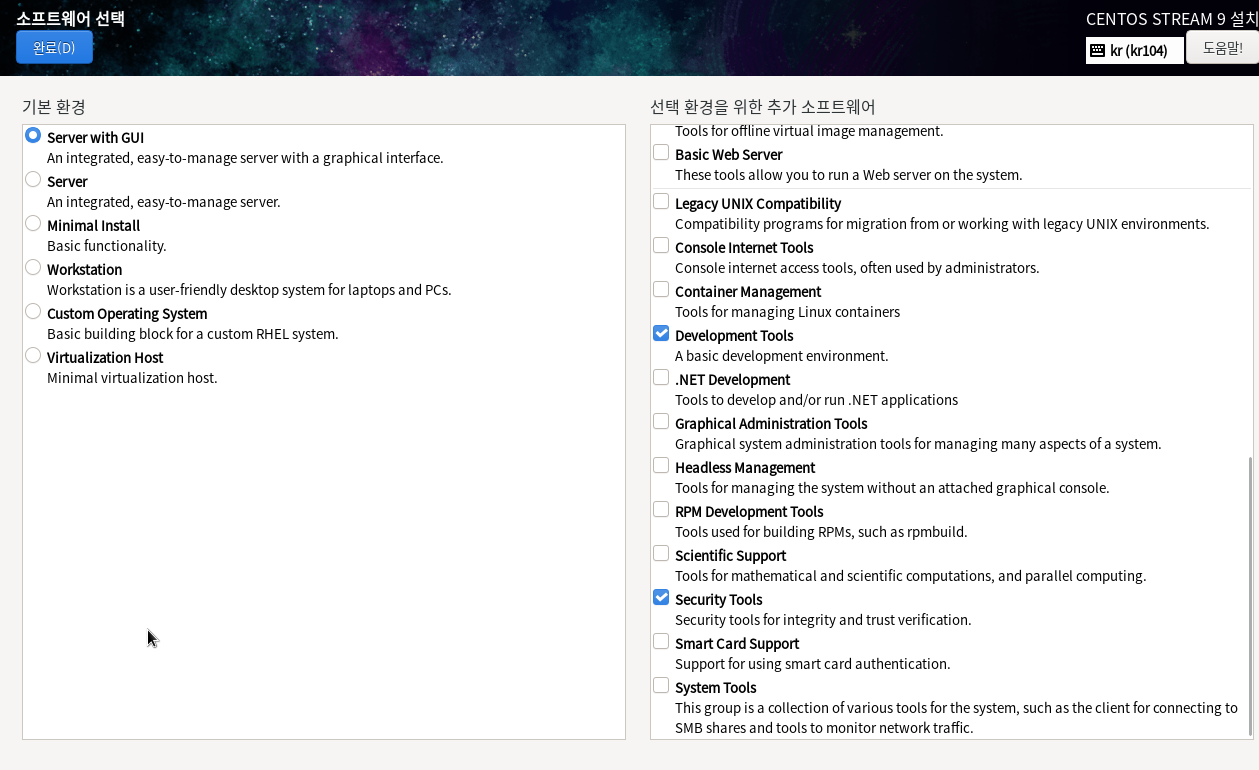 소프트웨어 선택
완료(D)
CENTOS STREAM 9 설치
kr (kr104)
도움말!
기본 환경
Server with GUI
An integrated, easy-to-manage server with a graphical interface.
Server
An integrated, easy-to-manage server.
Minimal Install
Basic functionality.
Workstation
Workstation is a user-friendly desktop system for laptops and PCs.
Custom Operating System
Basic building block for a custom RHEL system.
Virtualization Host
Minimal virtualization host.
선택 환경을 위한 추가 소프트웨어
Tools for offline virtual image management.
Basic Web Server
These tools allow you to run a Web server on the system.
Legacy UNIX Compatibility
Compatibility programs for migration from or working with legacy UNIX environments.
Console Internet Tools
Console internet access tools, often used by administrators.
Container Management
Tools for managing Linux containers
Development Tools
A basic development environment.
.NET Development
Tools to develop and/or run .NET applications
Graphical Administration Tools
Graphical system administration tools for managing many aspects of a system.
Headless Management
Tools for managing the system without an attached graphical console.
RPM Development Tools
Tools used for building RPMs, such as rpmbuild.
Scientific Support
Tools for mathematical and scientific computations, and parallel computing.
Security Tools
Security tools for integrity and trust verification.
Smart Card Support
Support for using smart card authentication.
System Tools
This group is a collection of various tools for the system, such as the client for connecting to
SMB shares and tools to monitor network traffic.